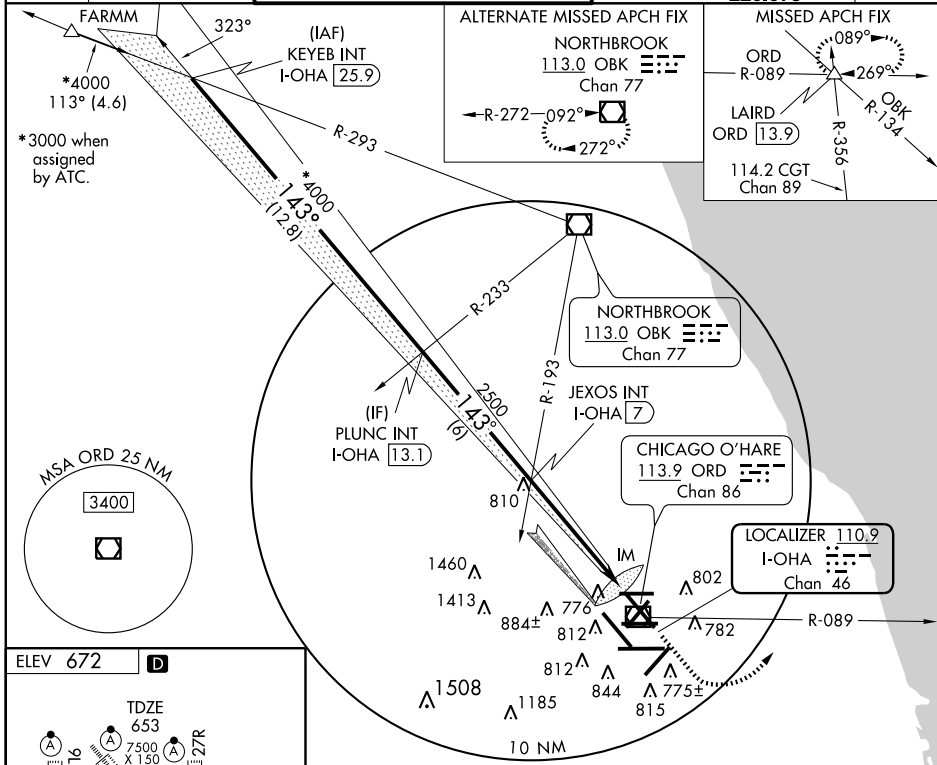 FARMM
323°
(IAF)
KEYEB INT
I-OHA 25.9
*4000
113° (4.6)
*3000 when
assigned
by ATC.
R-293
*4000
143°
(12.8)
ALTERNATE MISSED APCH FIX
NORTHBROOK
113.0 OBK
Chan 77
R-272
092°
272°
MISSED APCH FIX
089°
ORD
R-089
269°
LAIRD
ORD 13.9
OBK
R-134
R-356
114.2 CGT
Chan 89
R-233
NORTHBROOK
113.0 OBK
Chan 77
R-193
2500
143°
(6)
JEXOS INT
I-OHA 7
(IF)
PLUNC INT
I-OHA 13.1
CHICAGO O'HARE
113.9 ORD
Chan 86
MSA ORD 25 NM
3400
810
LOCALIZER 110.9
I-OHA
Chan 46
IM
1460
1413
884±
776
812
802
782
R-089
812
844
775±
815
1508
1185
10 NM
ELEV 672
D
TDZE
653
A
A
A
7500
X 150
27R